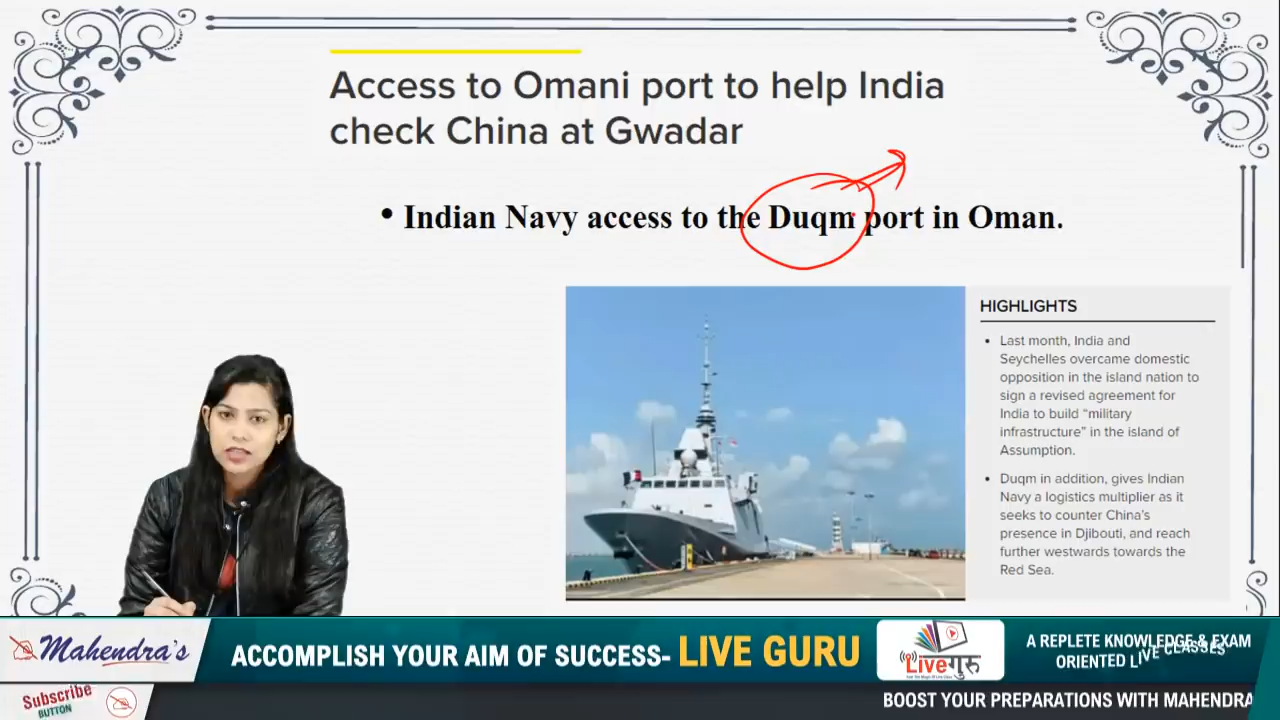 Access to Omani port to help India
check China at Gwadar
• Indian Navy access to the Duqm port in Oman.
HIGHLIGHTS
• Last month, India and
Seychelles overcame domestic
opposition in the island nation to
sign a revised agreement for
India to build “military
infrastructure” in the island of
Assumption.
• Duqm in addition, gives Indian
Navy a logistics multiplier as it
seeks to counter China’s
presence in Djibouti, and reach
further westwards towards the
Red Sea.
Mahendra's
ACCOMPLISH YOUR AIM OF SUCCESS- LIVE GURU
Liveगुरू
A REPLETE KNOWLEDGE & EXAM
ORIENTED LIVE CLASSES
Subscribe
BUTTON
BOOST YOUR PREPARATIONS WITH MAHENDRA